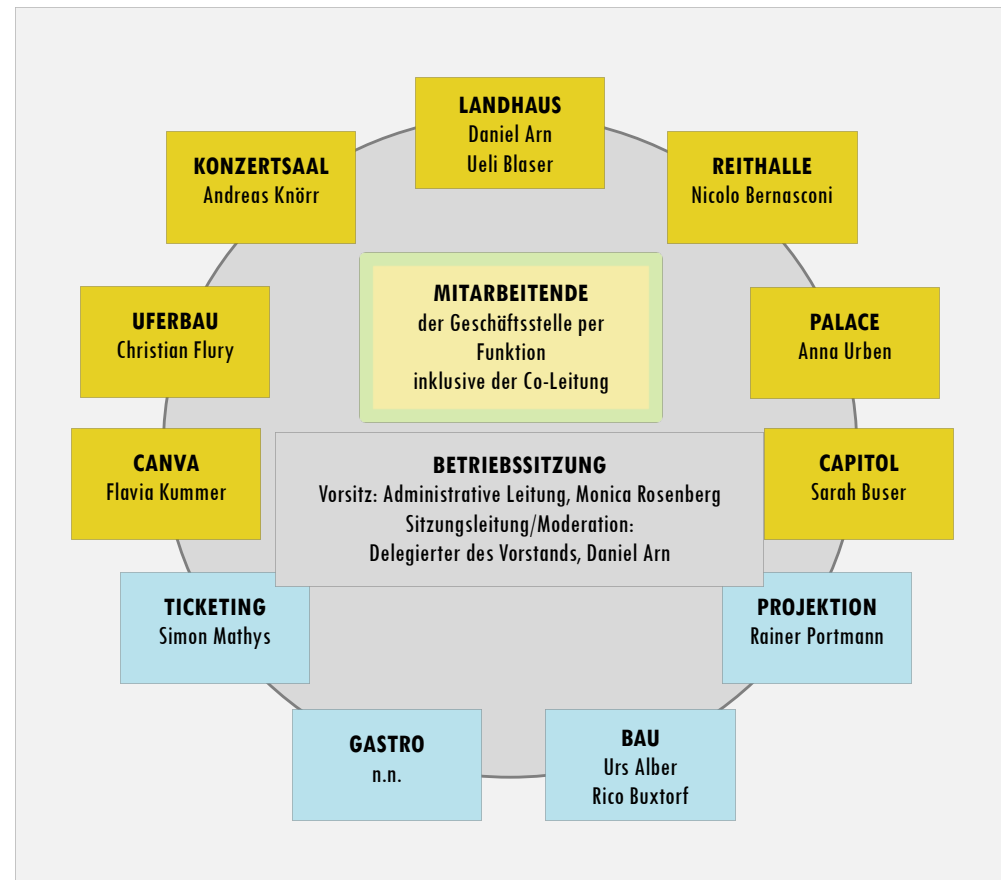 LANDHAUS
Daniel Arn
Ueli Blaser
KONZERTSAAL
Andreas Knörr
REITHALLE
Nicolo Bernasconi
MITARBEITENDE
der Geschäftsstelle per
Funktion
inklusive der Co-Leitung
UFERBAU
Christian Flury
PALACE
Anna Urben
CANVA
Flavia Kummer
BETRIEBSSITZUNG
Vorsitz: Administrative Leitung, Monica Rosenberg
Sitzungsleitung/Moderation:
Delegierter des Vorstands, Daniel Arn
CAPITOL
Sarah Buser
TICKETING
Simon Mathys
PROJEKTION
Rainer Portmann
GASTRO
n.n.
BAU
Urs Alber
Rico Buxtorf